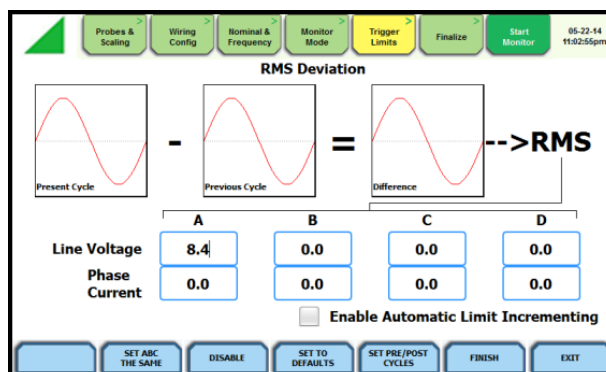 Probes & Scaling > Wiring Config > Nominal & Frequency > Monitor Mode > Trigger Limits > Finalize > Start Monitor 05-22-14 11:02:55pm
RMS Deviation
- = -->RMS
Present Cycle Previous Cycle Difference
A B C D
Line Voltage 8.4 0.0 0.0 0.0
Phase Current 0.0 0.0 0.0 0.0
Enable Automatic Limit Incrementing
SET ABC THE SAME DISABLE SET TO DEFAULTS SET PRE/POST CYCLES FINISH EXIT